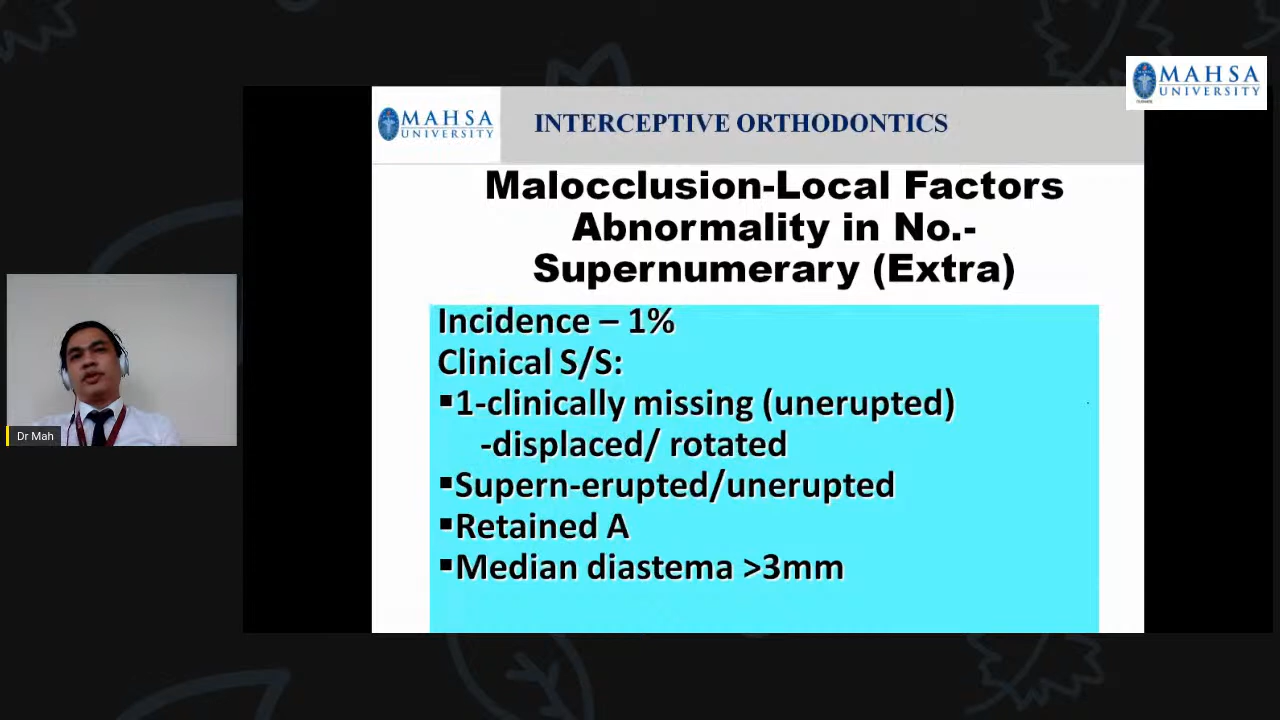 MAHSA
UNIVERSITY
MAHSA
UNIVERSITY
INTERCEPTIVE ORTHODONTICS
Malocclusion-Local Factors
Abnormality in No.-
Supernumerary (Extra)
Incidence – 1%
Clinical S/S:
▪1-clinically missing (unerupted)
-displaced/ rotated
▪Supern-erupted/unerupted
▪Retained A
▪Median diastema >3mm
Dr Mah